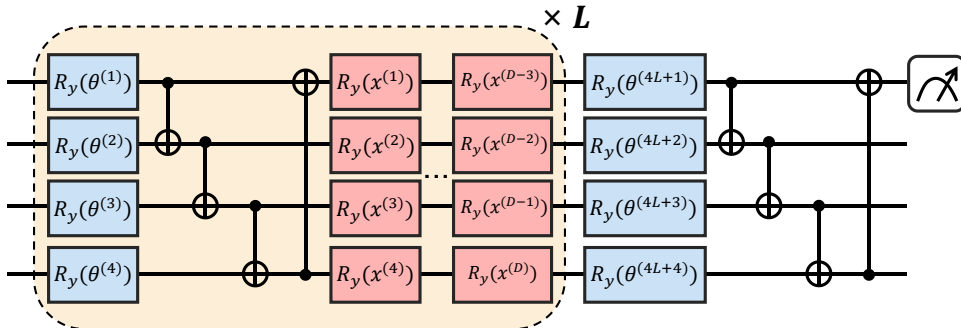 × L
R_y(θ^(1)) R_y(x^(1)) R_y(x^(D−3)) R_y(θ^(4L+1))
R_y(θ^(2)) R_y(x^(2)) R_y(x^(D−2)) R_y(θ^(4L+2))
...
R_y(θ^(3)) R_y(x^(3)) R_y(x^(D−1)) R_y(θ^(4L+3))
R_y(θ^(4)) R_y(x^(4)) R_y(x^(D)) R_y(θ^(4L+4))